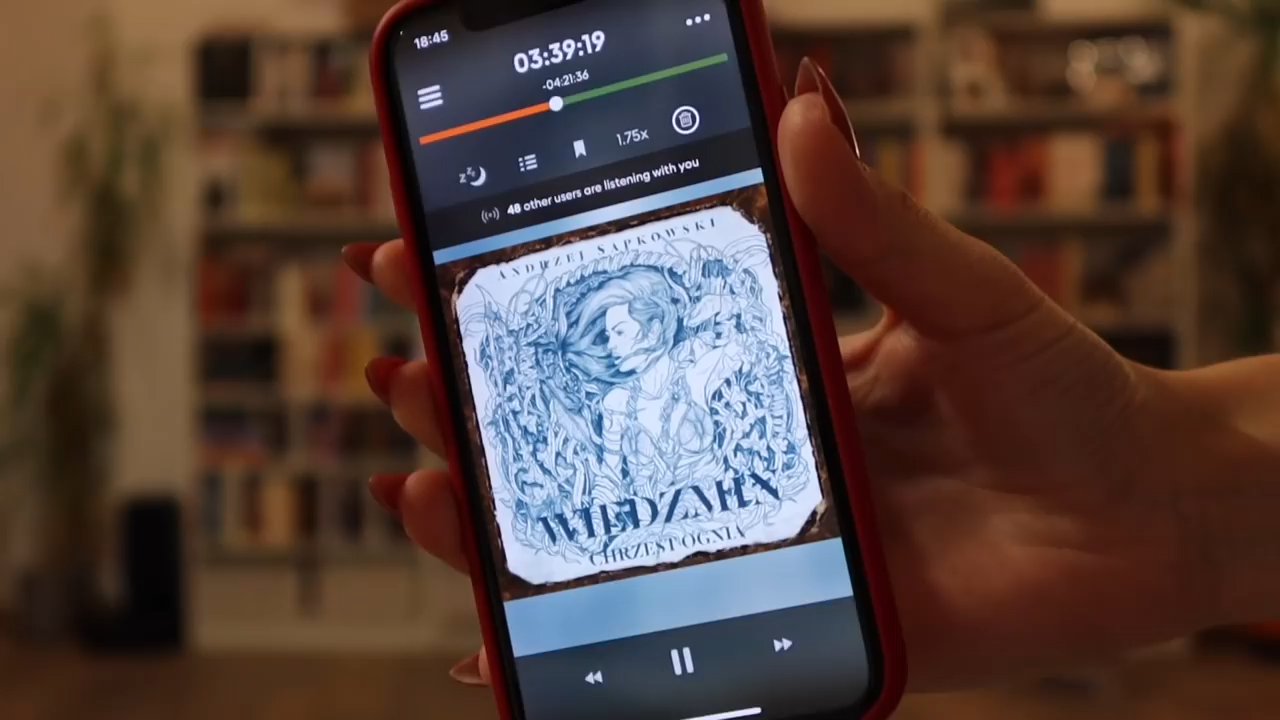 18:45
03:39:19
-04:21:36
1.75x
48 other users are listening with you
ANDRZEJ SAPKOWSKI
WIEDŹMIN
CHRZEST OGNIA